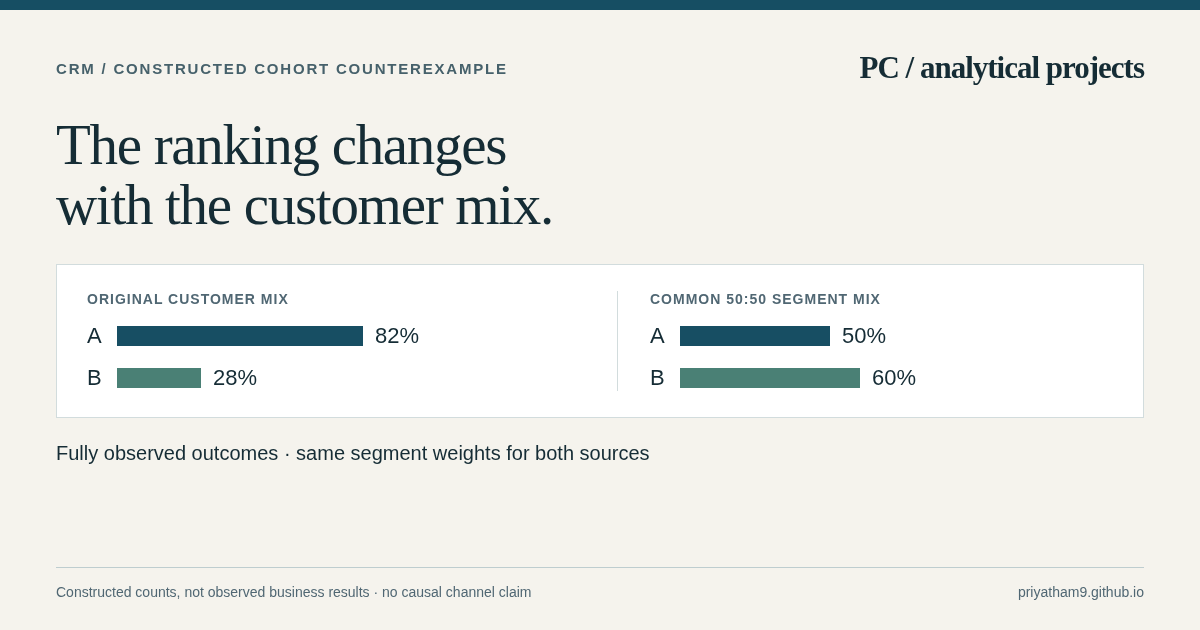 CRM / CONSTRUCTED COHORT COUNTEREXAMPLE
PC / analytical projects
The ranking changes
with the customer mix.
ORIGINAL CUSTOMER MIX
A 82%
B 28%
COMMON 50:50 SEGMENT MIX
A 50%
B 60%
Fully observed outcomes · same segment weights for both sources
Constructed counts, not observed business results · no causal channel claim
priyatham9.github.io